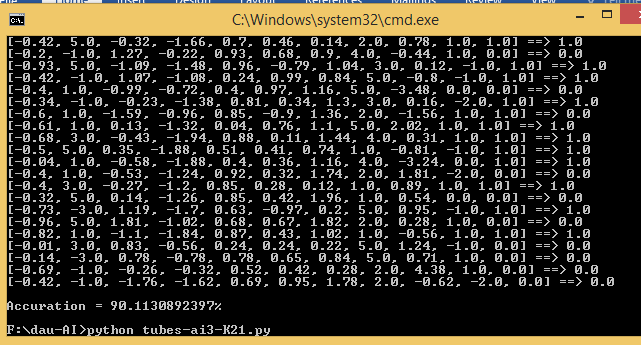 Home Insert Design Layout References Mailings Review View
C:\Windows\system32\cmd.exe
[-0.42, 5.0, -0.32, -1.66, 0.7, 0.46, 0.14, 2.0, 0.78, 1.0, 1.0] ==> 1.0
[-0.2, -1.0, 1.27, -0.22, 0.93, 0.68, 0.9, 4.0, -0.44, 1.0, 0.0] ==> 0.0
[-0.93, 5.0, -1.09, -1.48, 0.96, -0.79, 1.04, 3.0, 0.12, -1.0, 1.0] ==> 1.0
[-0.42, -1.0, 1.07, -1.08, 0.24, 0.99, 0.84, 5.0, -0.8, -1.0, 1.0] ==> 1.0
[-0.4, 1.0, -0.99, -0.72, 0.4, 0.97, 1.16, 5.0, -3.48, 0.0, 0.0] ==> 0.0
[-0.34, -1.0, -0.23, -1.38, 0.81, 0.34, 1.3, 3.0, 0.16, -2.0, 1.0] ==> 1.0
[-0.6, 1.0, -1.59, -0.96, 0.85, -0.9, 1.36, 2.0, -1.56, 1.0, 1.0] ==> 0.0
[-0.61, 1.0, 0.13, -1.32, 0.04, 0.76, 1.1, 5.0, 2.02, 1.0, 1.0] ==> 1.0
[-0.68, 3.0, -0.43, -1.94, 0.88, 0.11, 1.44, 4.0, 0.31, 1.0, 1.0] ==> 1.0
[-0.5, 5.0, 0.35, -1.88, 0.51, 0.41, 0.74, 1.0, -0.81, -1.0, 1.0] ==> 1.0
[-0.04, 1.0, -0.58, -1.88, 0.4, 0.36, 1.16, 4.0, -3.24, 0.0, 1.0] ==> 1.0
[-0.4, 1.0, -0.53, -1.24, 0.92, 0.32, 1.74, 2.0, 1.81, -2.0, 0.0] ==> 0.0
[-0.4, 3.0, -0.27, -1.2, 0.85, 0.28, 0.12, 1.0, 0.89, 1.0, 1.0] ==> 1.0
[-0.32, 5.0, 0.14, -1.26, 0.85, 0.42, 1.96, 1.0, 0.54, 0.0, 0.0] ==> 0.0
[-0.73, -3.0, 1.19, -1.7, 0.63, -0.97, 0.2, 5.0, 0.95, -1.0, 1.0] ==> 1.0
[-0.96, 5.0, 1.81, -1.02, 0.68, 0.67, 1.82, 2.0, 0.28, 1.0, 0.0] ==> 0.0
[-0.82, 1.0, -1.1, -1.84, 0.87, 0.43, 1.02, 1.0, -0.56, 1.0, 1.0] ==> 1.0
[-0.01, 3.0, 0.83, -0.56, 0.24, 0.24, 0.22, 5.0, 1.24, -1.0, 0.0] ==> 0.0
[-0.14, -3.0, 0.78, -0.78, 0.78, 0.65, 0.84, 5.0, 0.71, 1.0, 0.0] ==> 0.0
[-0.69, -1.0, -0.26, -0.32, 0.52, 0.42, 0.28, 2.0, 4.38, 1.0, 0.0] ==> 0.0
[-0.42, -1.0, -1.76, -1.62, 0.69, 0.95, 1.78, 2.0, -0.62, -2.0, 0.0] ==> 0.0
Accuration = 90.1130892397%
F:\dau-AI>python tubes-ai3-K21.py